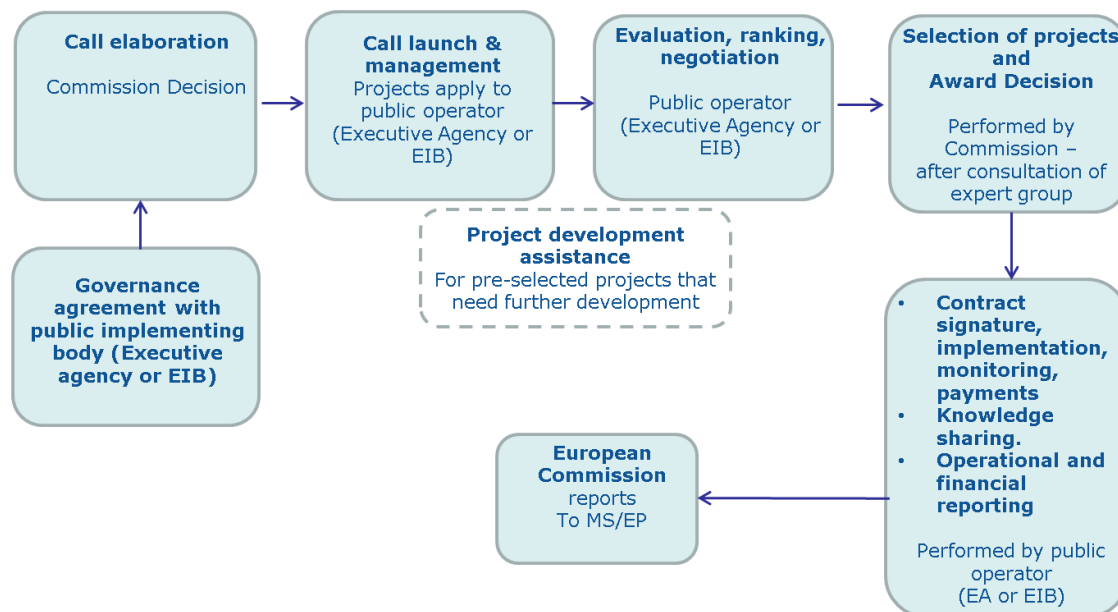 Call elaboration
Commission Decision
Call launch &
management
Projects apply to
public operator
(Executive Agency or
EIB)
Evaluation, ranking,
negotiation
Public operator
(Executive Agency or
EIB)
Selection of projects
and
Award Decision
Performed by
Commission –
after consultation of
expert group
Project development
assistance
For pre-selected projects that
need further development
Governance
agreement with
public implementing
body (Executive
agency or EIB)
• Contract
signature,
implementation,
monitoring,
payments
• Knowledge
sharing.
• Operational and
financial
reporting
Performed by public
operator
(EA or EIB)
European
Commission
reports
To MS/EP